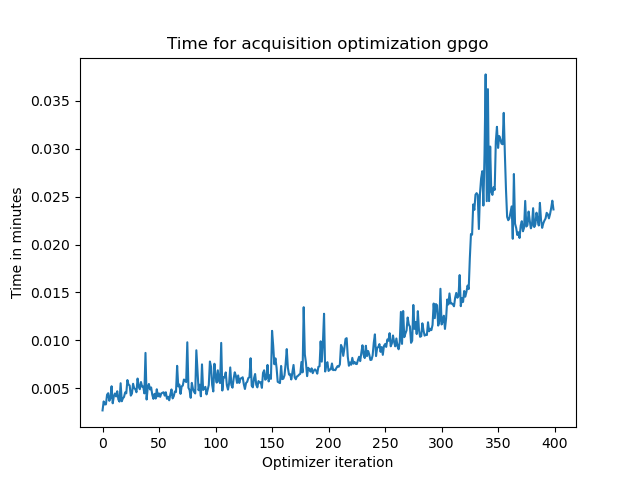 Time for acquisition optimization gpgo
Time in minutes
0.035
0.030
0.025
0.020
0.015
0.010
0.005
0 50 100 150 200 250 300 350 400
Optimizer iteration